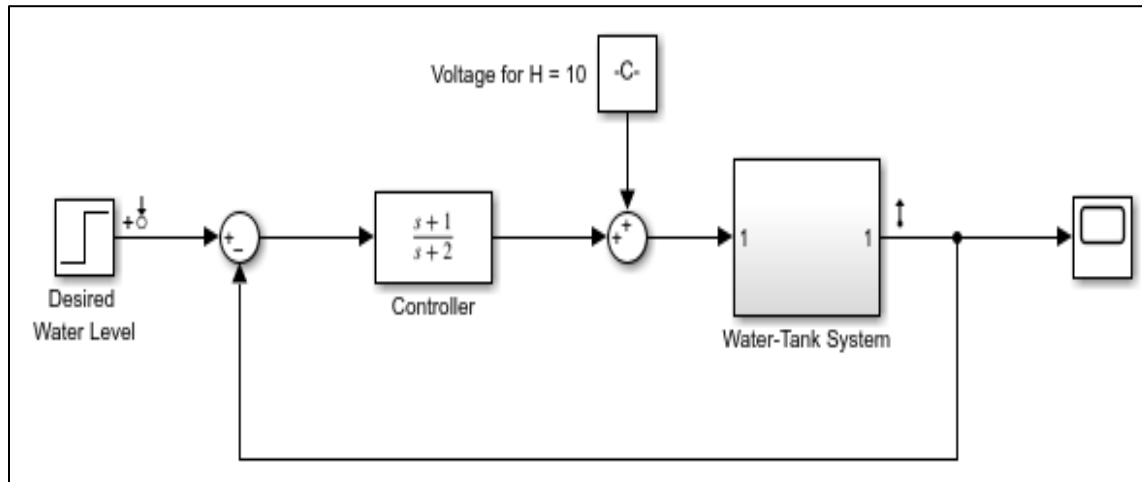 Voltage for H = 10
-C-
+
+
−
s + 1
s + 2
+
+
1
1
Desired
Water Level
Controller
Water-Tank System